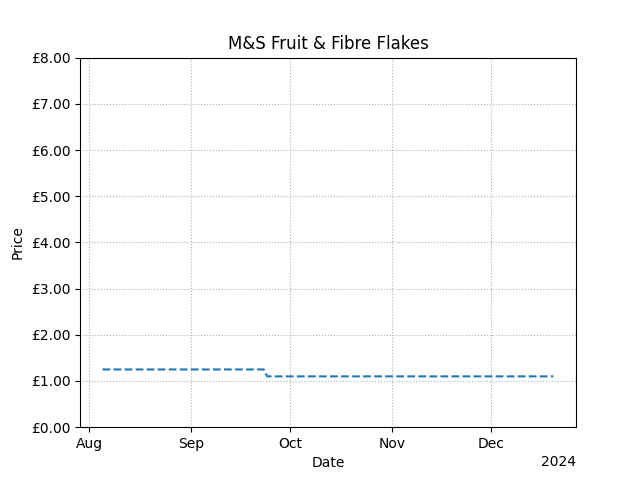 M&S Fruit & Fibre Flakes
£8.00
£7.00
£6.00
£5.00
£4.00
£3.00
£2.00
£1.00
£0.00
Price
Aug Sep Oct Nov Dec
Date
2024